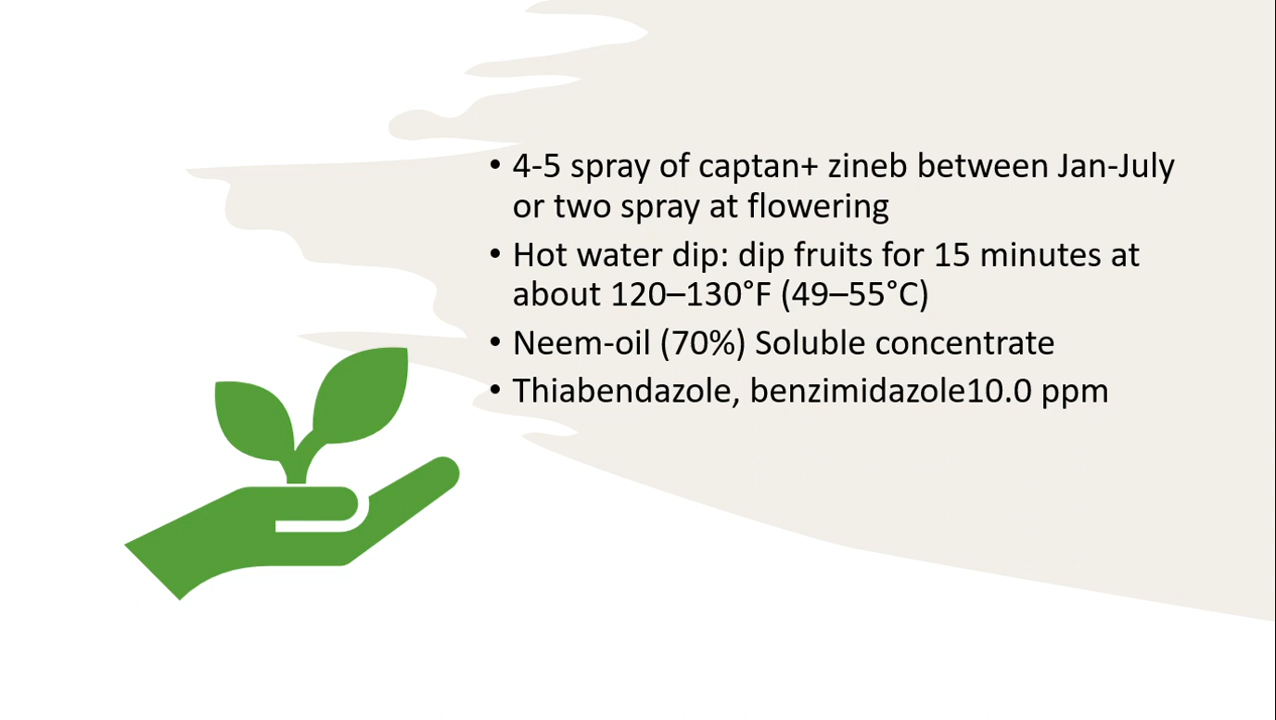 • 4-5 spray of captan+ zineb between Jan-July
or two spray at flowering
• Hot water dip: dip fruits for 15 minutes at
about 120–130°F (49–55°C)
• Neem-oil (70%) Soluble concentrate
• Thiabendazole, benzimidazole10.0 ppm